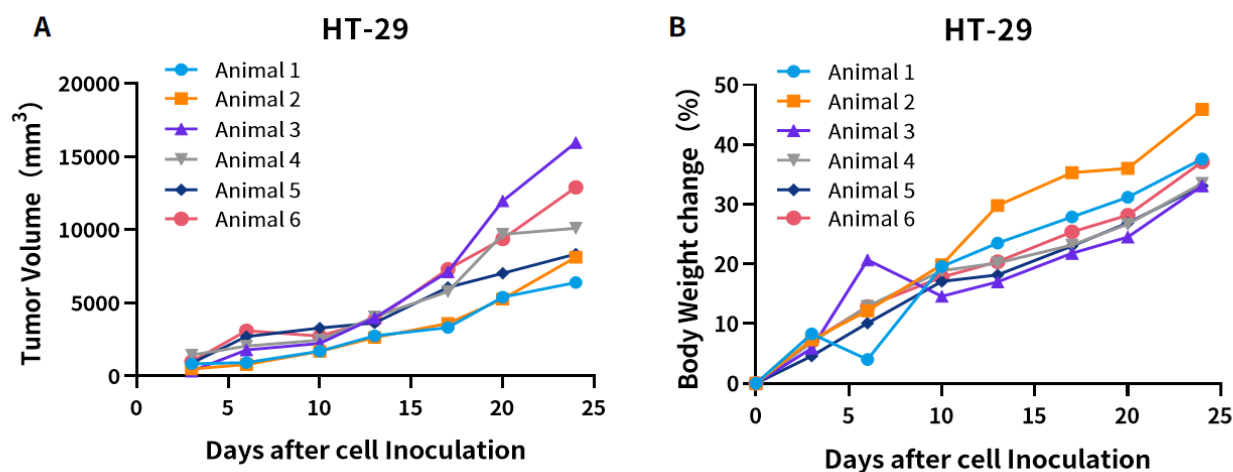 A
HT-29
Animal 1
Animal 2
Animal 3
Animal 4
Animal 5
Animal 6
Tumor Volume (mm³)
20000
15000
10000
5000
0
0 5 10 15 20 25
Days after cell Inoculation
B
HT-29
Animal 1
Animal 2
Animal 3
Animal 4
Animal 5
Animal 6
Body Weight change (%)
50
40
30
20
10
0
0 5 10 15 20 25
Days after cell Inoculation